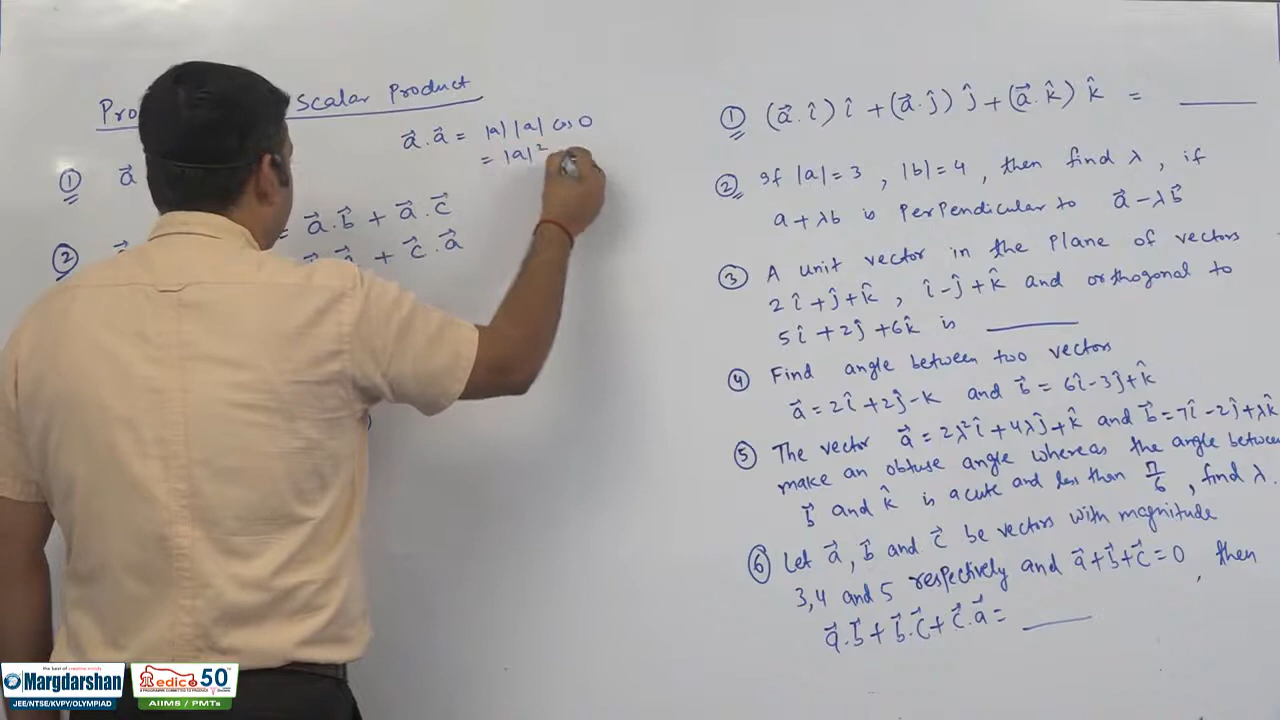 Pro Scalar Product
a⃗.a⃗ = |a| |a| cos 0
= |a|²
① a⃗
= a⃗.b⃗ + a⃗.c⃗
②
+ c⃗.a⃗
① (a⃗.î) î + (a⃗.ĵ) ĵ + (a⃗.k̂) k̂ = ____
② If |a| = 3 , |b| = 4 , then find λ , if
a + λb is perpendicular to a⃗ - λb⃗
③ A unit vector in the plane of vectors
2î + ĵ + k̂ , î - ĵ + k̂ and orthogonal to
5î + 2ĵ + 6k̂ is ____
④ Find angle between two vectors
a⃗ = 2î + 2ĵ - k and b⃗ = 6î - 3ĵ + k̂
⑤ The vector a⃗ = 2λ²î + 4λĵ + k̂ and b⃗ = 7î - 2ĵ + λk̂
make an obtuse angle whereas the angle between
b⃗ and k̂ is acute and less than π/6 , find λ.
⑥ Let a⃗, b⃗ and c⃗ be vectors with magnitude
3,4 and 5 respectively and a⃗ + b⃗ + c⃗ = 0 , then
a⃗.b⃗ + b⃗.c⃗ + c⃗.a⃗ = ____
Margdarshan
JEE/NTSE/KVPY/OLYMPIAD
Medico 50
AIIMS / PMTs